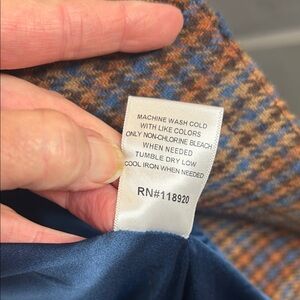 MACHINE WASH COLD
WITH LIKE COLORS
ONLY NON-CHLORINE BLEACH
WHEN NEEDED
TUMBLE DRY LOW
COOL IRON WHEN NEEDED
RN#118920